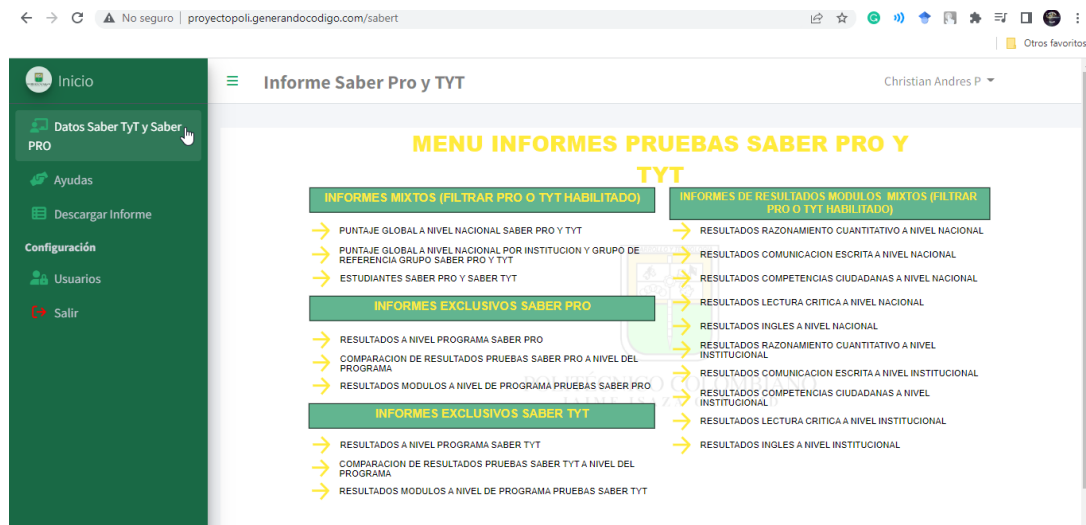 No seguro
proyectopoli.generandocodigo.com/sabert
Otros favoritos
Inicio
Informe Saber Pro y TYT
Christian Andres P
Datos Saber TyT y Saber
PRO
Ayudas
Descargar Informe
Configuración
Usuarios
Salir
MENU INFORMES PRUEBAS SABER PRO Y
TYT
INFORMES MIXTOS (FILTRAR PRO O TYT HABILITADO)
PUNTAJE GLOBAL A NIVEL NACIONAL SABER PRO Y TYT
PUNTAJE GLOBAL A NIVEL NACIONAL POR INSTITUCION Y GRUPO DE
REFERENCIA GRUPO SABER PRO Y TYT
ESTUDIANTES SABER PRO Y SABER TYT
INFORMES EXCLUSIVOS SABER PRO
RESULTADOS A NIVEL PROGRAMA SABER PRO
COMPARACION DE RESULTADOS PRUEBAS SABER PRO A NIVEL DEL
PROGRAMA
RESULTADOS MODULOS A NIVEL DE PROGRAMA PRUEBAS SABER PRO
INFORMES EXCLUSIVOS SABER TYT
RESULTADOS A NIVEL PROGRAMA SABER TYT
COMPARACION DE RESULTADOS PRUEBAS SABER TYT A NIVEL DEL
PROGRAMA
RESULTADOS MODULOS A NIVEL DE PROGRAMA PRUEBAS SABER TYT
INFORMES DE RESULTADOS MODULOS MIXTOS (FILTRAR
PRO O TYT HABILITADO)
RESULTADOS RAZONAMIENTO CUANTITATIVO A NIVEL NACIONAL
RESULTADOS COMUNICACION ESCRITA A NIVEL NACIONAL
RESULTADOS COMPETENCIAS CIUDADANAS A NIVEL NACIONAL
RESULTADOS LECTURA CRITICA A NIVEL NACIONAL
RESULTADOS INGLES A NIVEL NACIONAL
RESULTADOS RAZONAMIENTO CUANTITATIVO A NIVEL
INSTITUCIONAL
RESULTADOS COMUNICACION ESCRITA A NIVEL INSTITUCIONAL
RESULTADOS COMPETENCIAS CIUDADANAS A NIVEL
INSTITUCIONAL
RESULTADOS LECTURA CRITICA A NIVEL INSTITUCIONAL
RESULTADOS INGLES A NIVEL INSTITUCIONAL
POLITÉCNICO COLOMBIANO